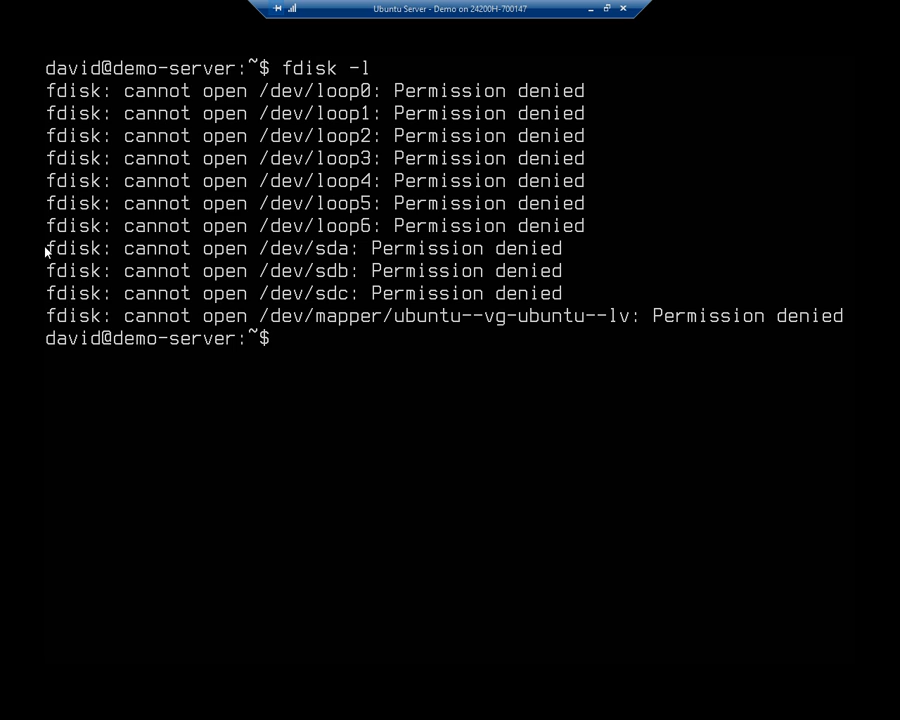 Ubuntu Server - Demo on 24200H-700147
david@demo-server:~$ fdisk -l
fdisk: cannot open /dev/loop0: Permission denied
fdisk: cannot open /dev/loop1: Permission denied
fdisk: cannot open /dev/loop2: Permission denied
fdisk: cannot open /dev/loop3: Permission denied
fdisk: cannot open /dev/loop4: Permission denied
fdisk: cannot open /dev/loop5: Permission denied
fdisk: cannot open /dev/loop6: Permission denied
fdisk: cannot open /dev/sda: Permission denied
fdisk: cannot open /dev/sdb: Permission denied
fdisk: cannot open /dev/sdc: Permission denied
fdisk: cannot open /dev/mapper/ubuntu--vg-ubuntu--lv: Permission denied
david@demo-server:~$